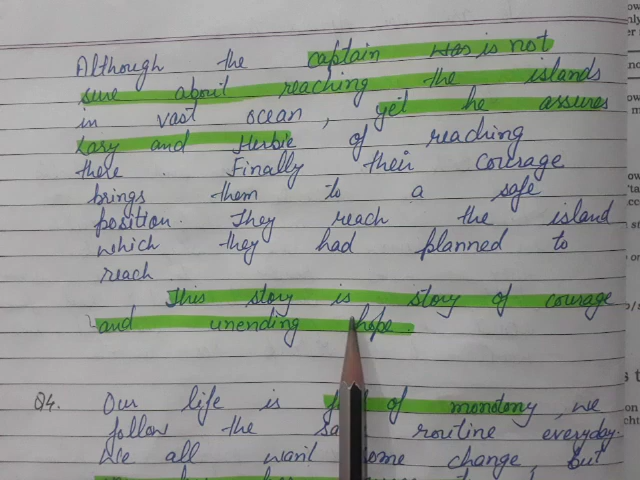 Although the captain was is not
sure about reaching the islands
in vast ocean, yet he assures
Lary and Herbie of reaching
there. Finally their courage
brings them to a safe
position. They reach the island
which they had planned to
reach
This story is story of courage
and unending hope.
Q4. Our life is of monotony, we
follow the routine everyday.
We all want some change, but